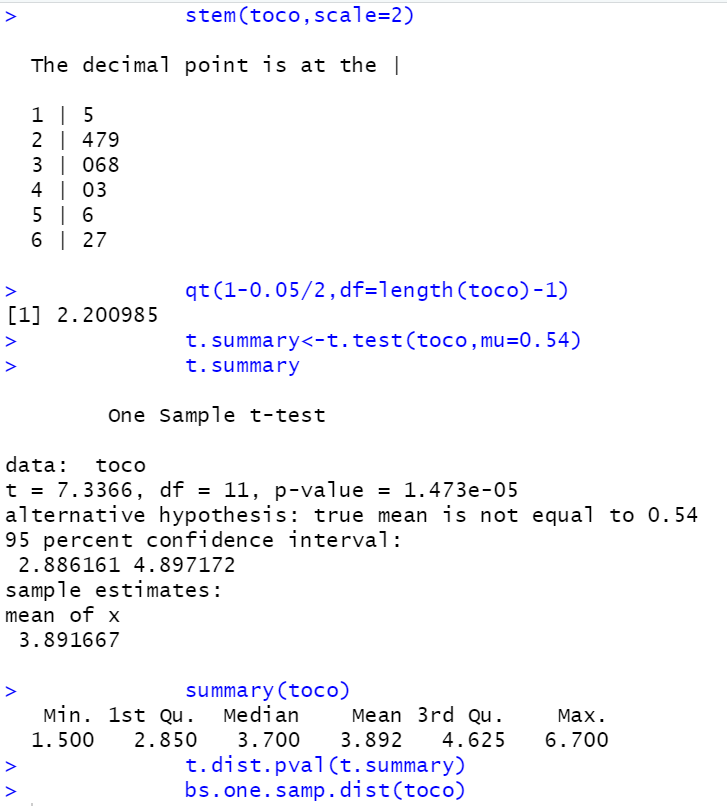 > stem(toco,scale=2)
The decimal point is at the |
1 | 5
2 | 479
3 | 068
4 | 03
5 | 6
6 | 27
> qt(1-0.05/2,df=length(toco)-1)
[1] 2.200985
> t.summary<-t.test(toco,mu=0.54)
> t.summary
One Sample t-test
data: toco
t = 7.3366, df = 11, p-value = 1.473e-05
alternative hypothesis: true mean is not equal to 0.54
95 percent confidence interval:
2.886161 4.897172
sample estimates:
mean of x
3.891667
> summary(toco)
Min. 1st Qu. Median Mean 3rd Qu. Max.
1.500 2.850 3.700 3.892 4.625 6.700
> t.dist.pval(t.summary)
> bs.one.samp.dist(toco)